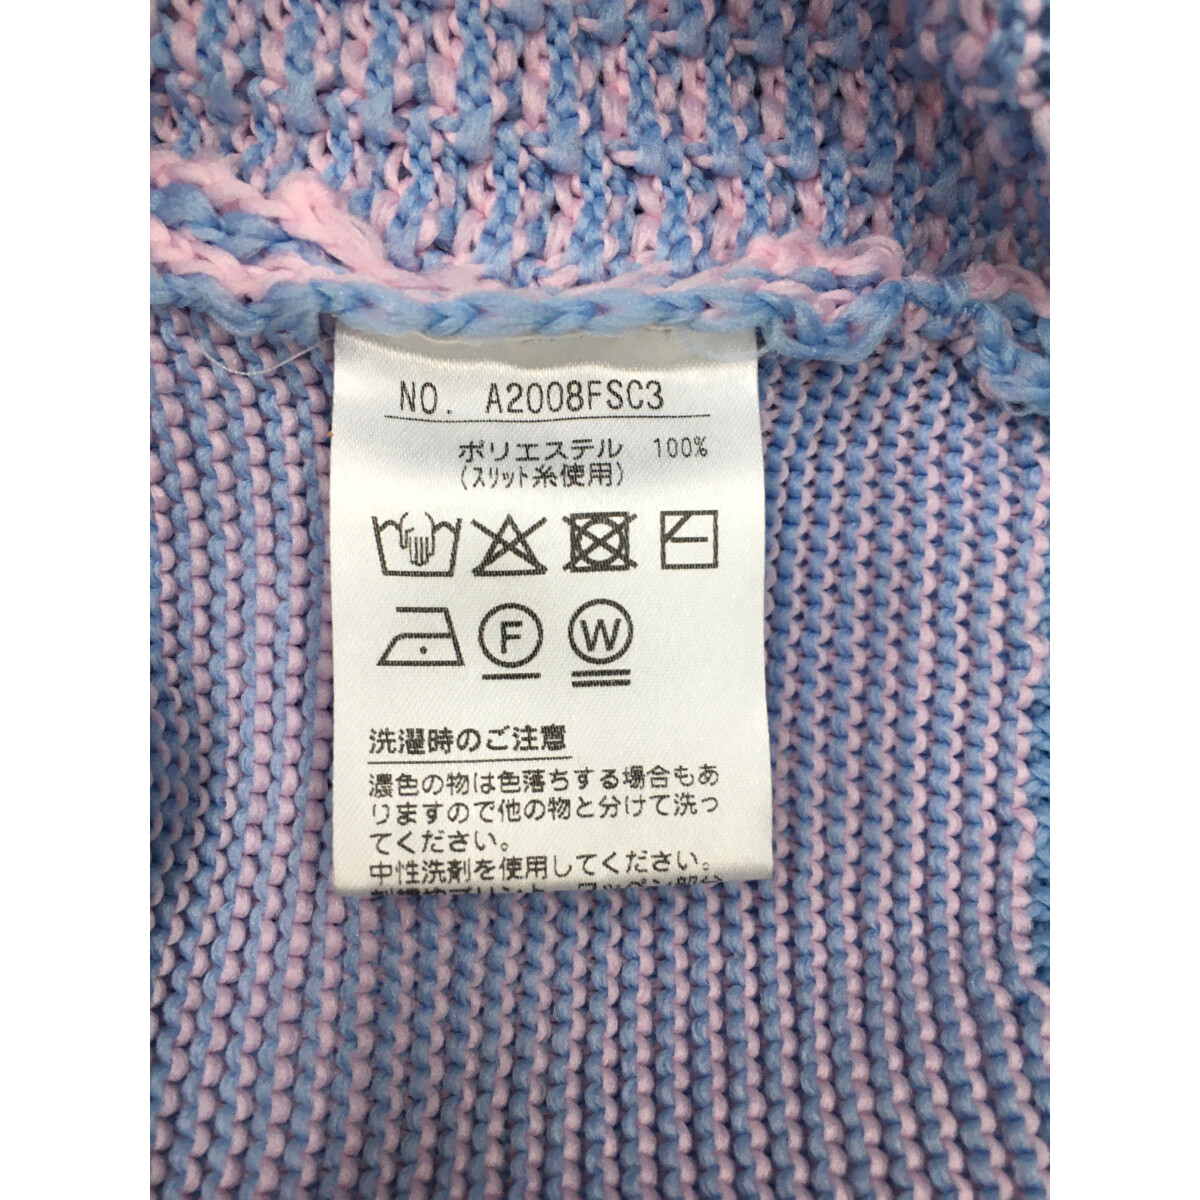 NO. A2008FSC3
ポリエステル 100%
(スリット糸使用)
F W
洗濯時のご注意
濃色の物は色落ちする場合もあ
りますので他の物と分けて洗っ
てください。
中性洗剤を使用してください。